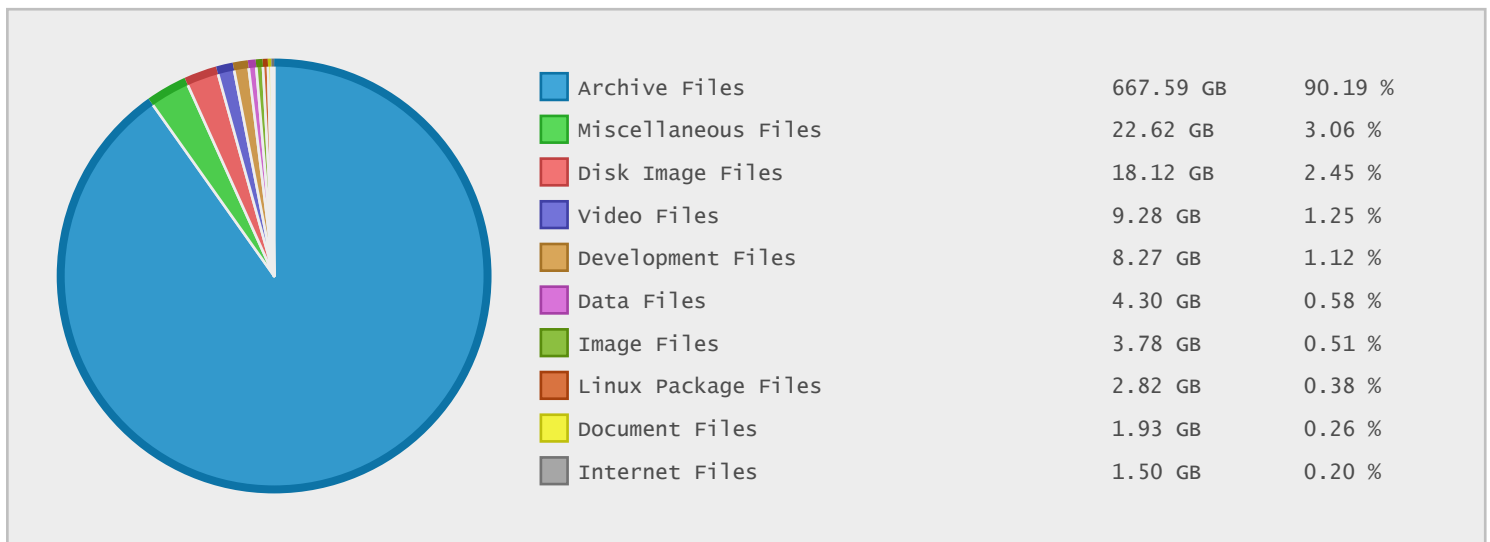 Archive Files 667.59 GB 90.19 %
Miscellaneous Files 22.62 GB 3.06 %
Disk Image Files 18.12 GB 2.45 %
Video Files 9.28 GB 1.25 %
Development Files 8.27 GB 1.12 %
Data Files 4.30 GB 0.58 %
Image Files 3.78 GB 0.51 %
Linux Package Files 2.82 GB 0.38 %
Document Files 1.93 GB 0.26 %
Internet Files 1.50 GB 0.20 %